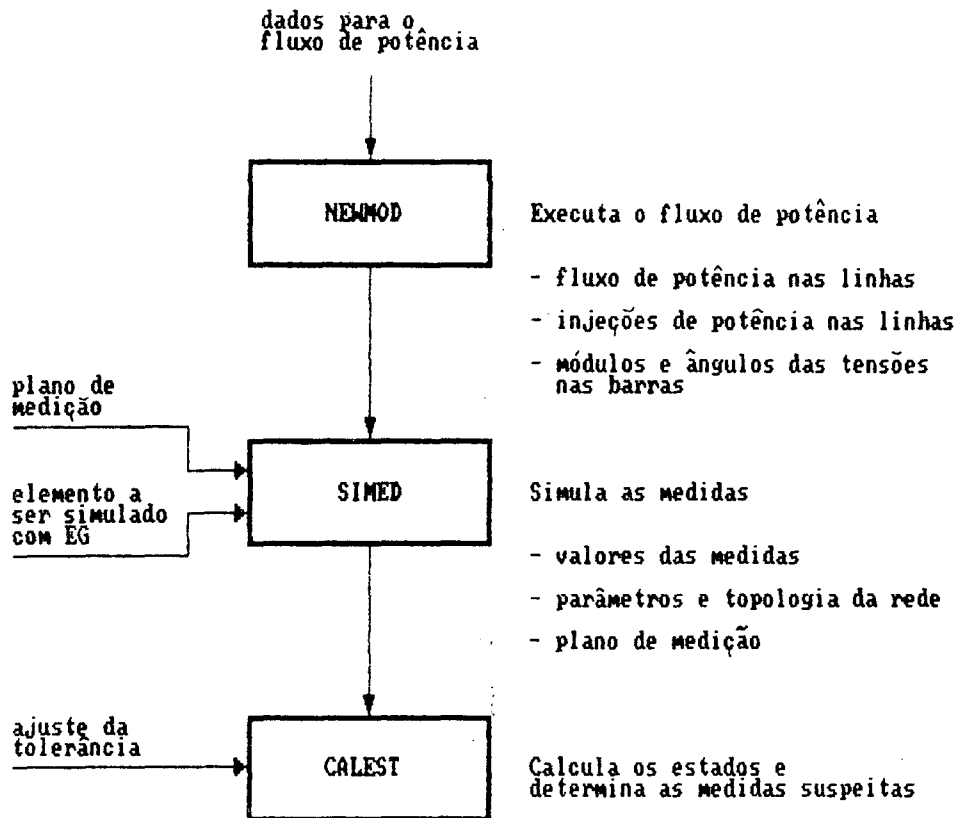 dados para o
fluxo de potência
NEWMOD
Executa o fluxo de potência
- fluxo de potência nas linhas
- injeções de potência nas linhas
- módulos e ângulos das tensões
nas barras
plano de
medição
elemento a
ser simulado
com EG
SIMED
Simula as medidas
- valores das medidas
- parâmetros e topologia da rede
- plano de medição
ajuste da
tolerância
CALEST
Calcula os estados e
determina as medidas suspeitas